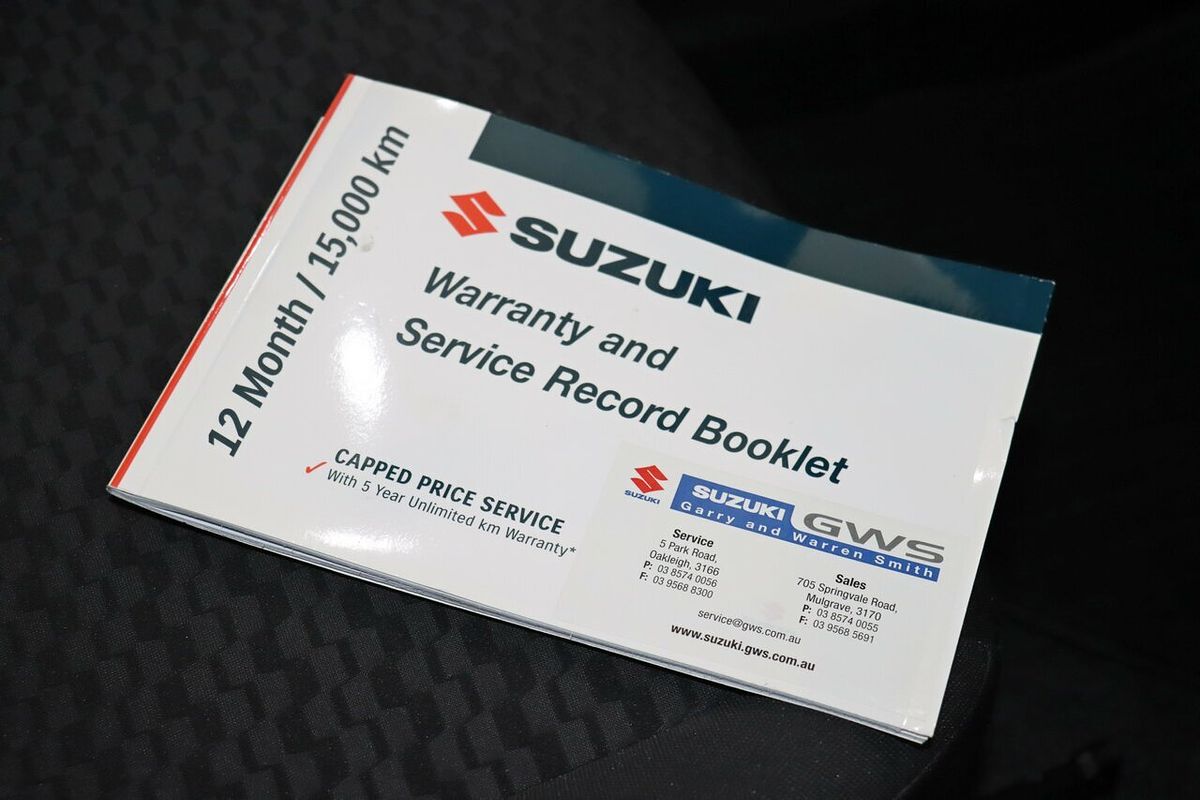 12 Month / 15,000 km
SUZUKI
Warranty and
Service Record Booklet
CAPPED PRICE SERVICE
With 5 Year Unlimited km Warranty*
SUZUKI
SUZUKI GWS
Garry and Warren Smith
Service
5 Park Road,
Oakleigh, 3166
P: 03 8574 0056
F: 03 9568 8300
Sales
705 Springvale Road,
Mulgrave, 3170
P: 03 8574 0055
F: 03 9568 5691
service@gws.com.au
www.suzuki.gws.com.au